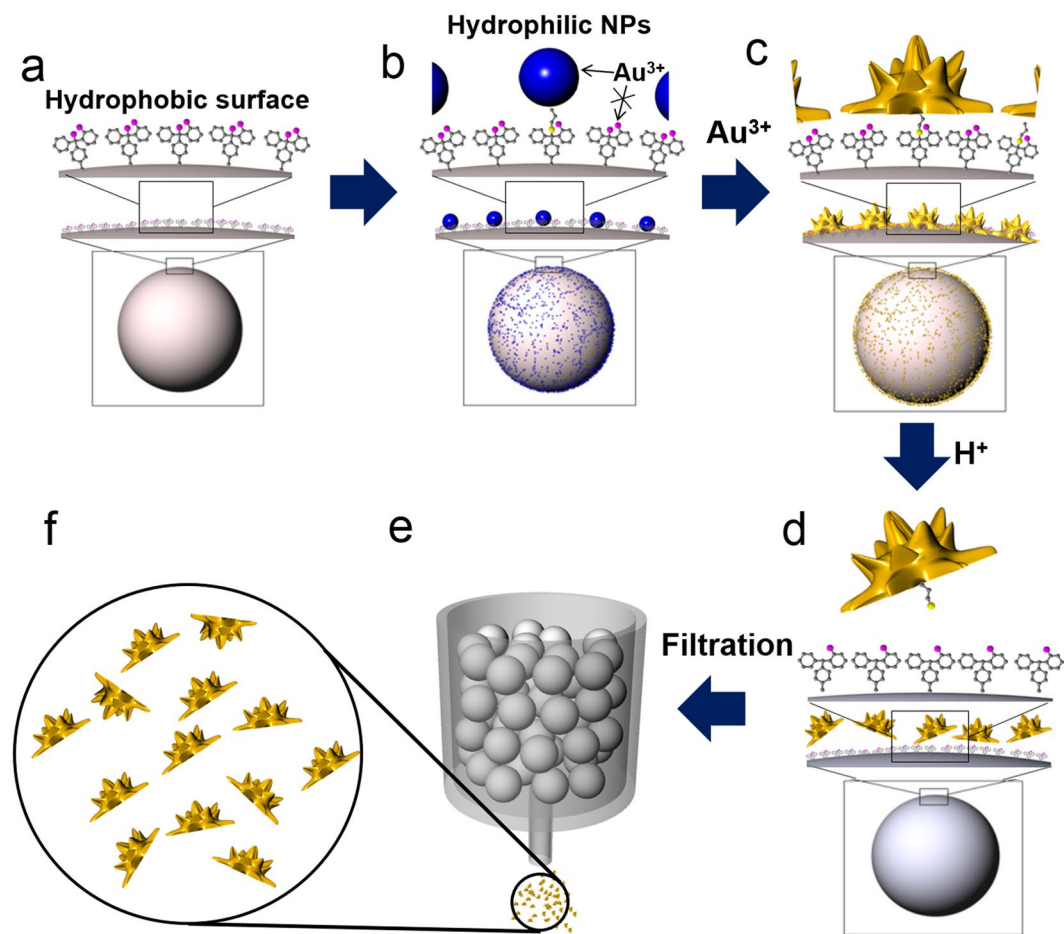 a
Hydrophobic surface
b
Hydrophilic NPs
Au³⁺
Au³⁺
c
H⁺
d
Filtration
e
f